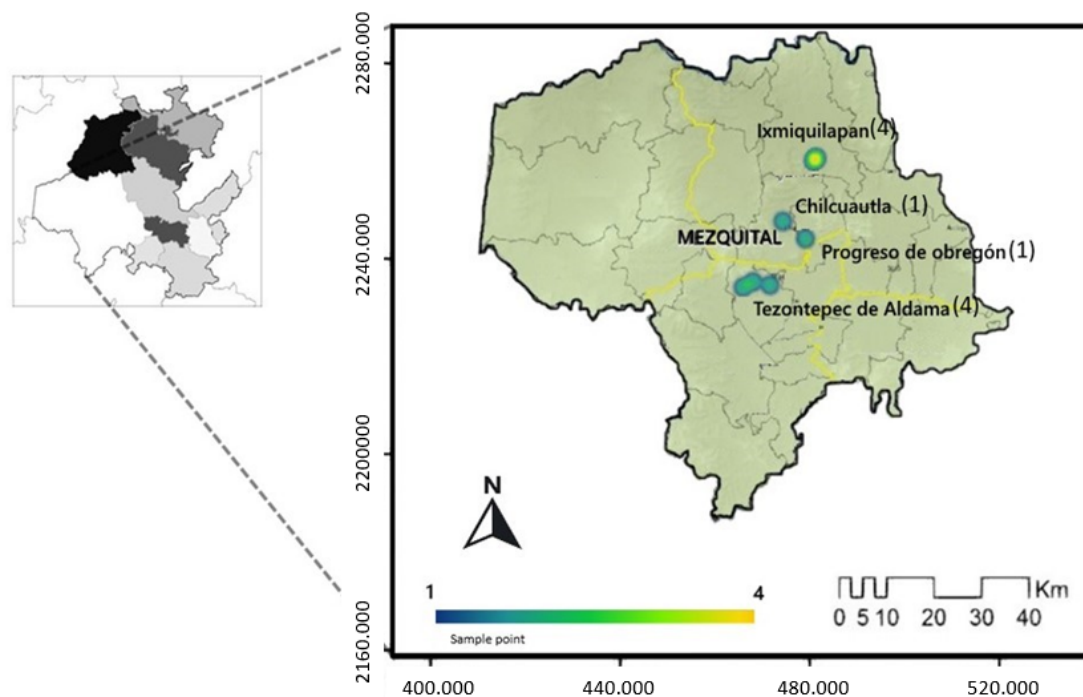 2280.000
2240.000
2200000
2160.000
Ixmiquilapan(4)
Chilcuautla (1)
MEZQUITAL
Progreso de obregón(1)
Tezontepec de Aldama(4)
N
1 4
Sample point
Km
0 5 10 20 30 40
400.000 440.000 480.000 520.000